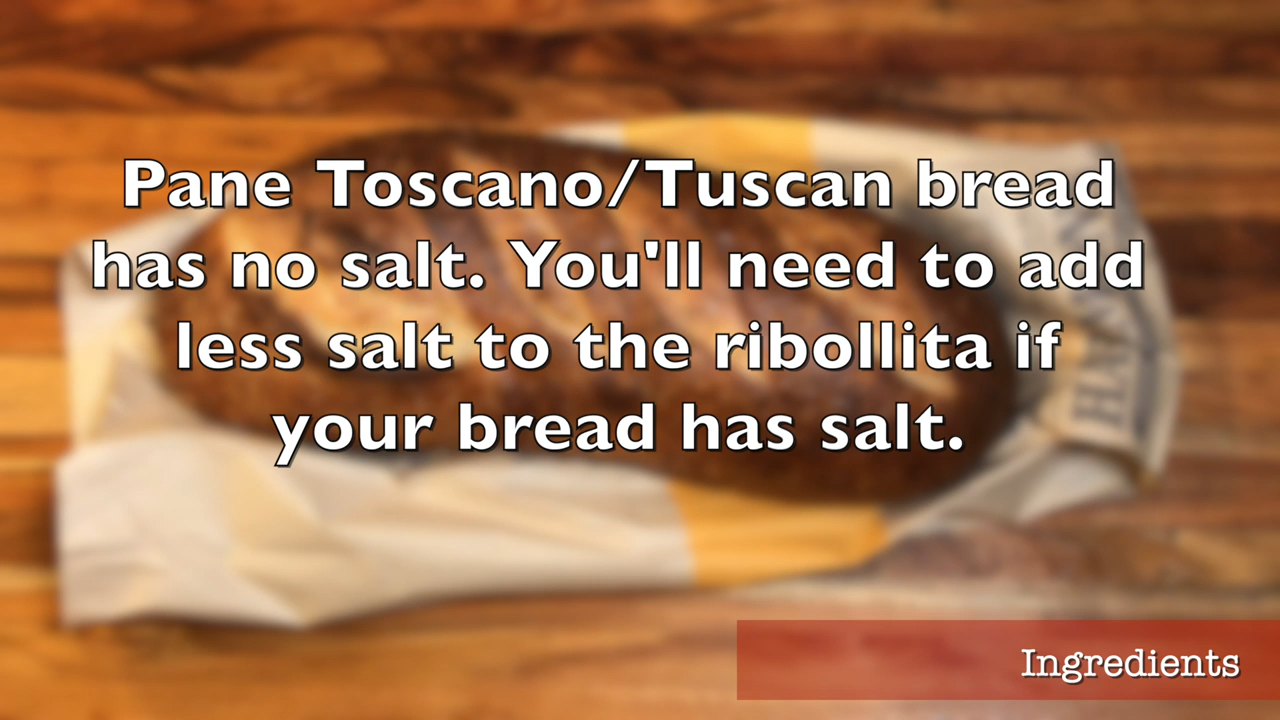 Pane Toscano/Tuscan bread
has no salt. You'll need to add
less salt to the ribollita if
your bread has salt.
Ingredients